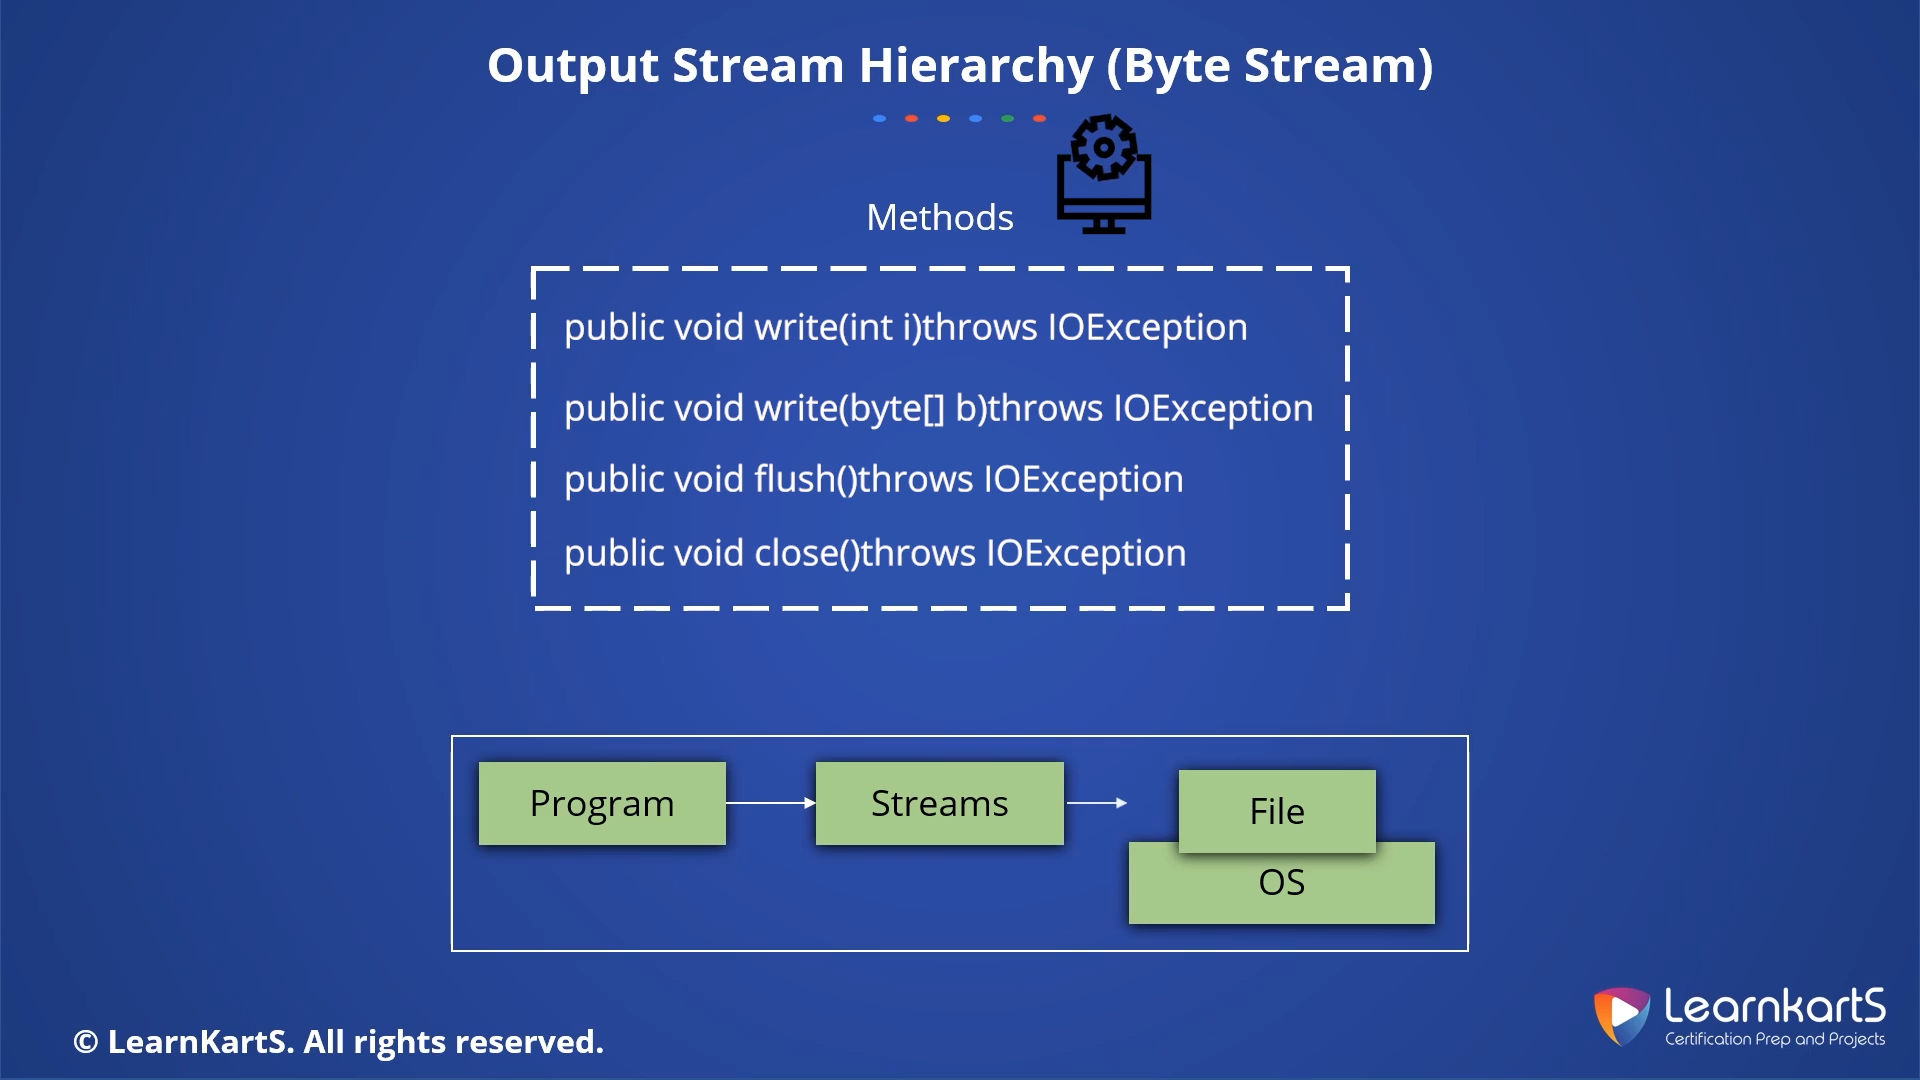 Output Stream Hierarchy (Byte Stream)
Methods
public void write(int i)throws IOException
public void write(byte[] b)throws IOException
public void flush()throws IOException
public void close()throws IOException
Program
Streams
File
OS
© LearnKartS. All rights reserved.
LearnkartS
Certification Prep and Projects